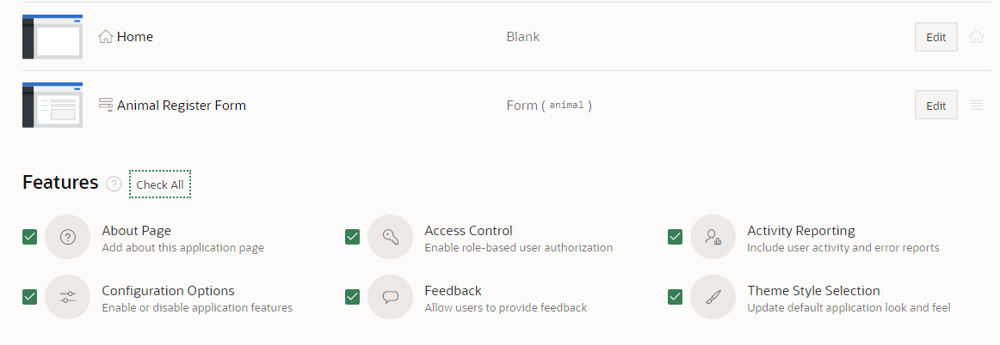 Home Blank Edit
Animal Register Form Form ( animal ) Edit
Features ? Check All
About Page Access Control Activity Reporting
Add about this application page Enable role-based user authorization Include user activity and error reports
Configuration Options Feedback Theme Style Selection
Enable or disable application features Allow users to provide feedback Update default application look and feel